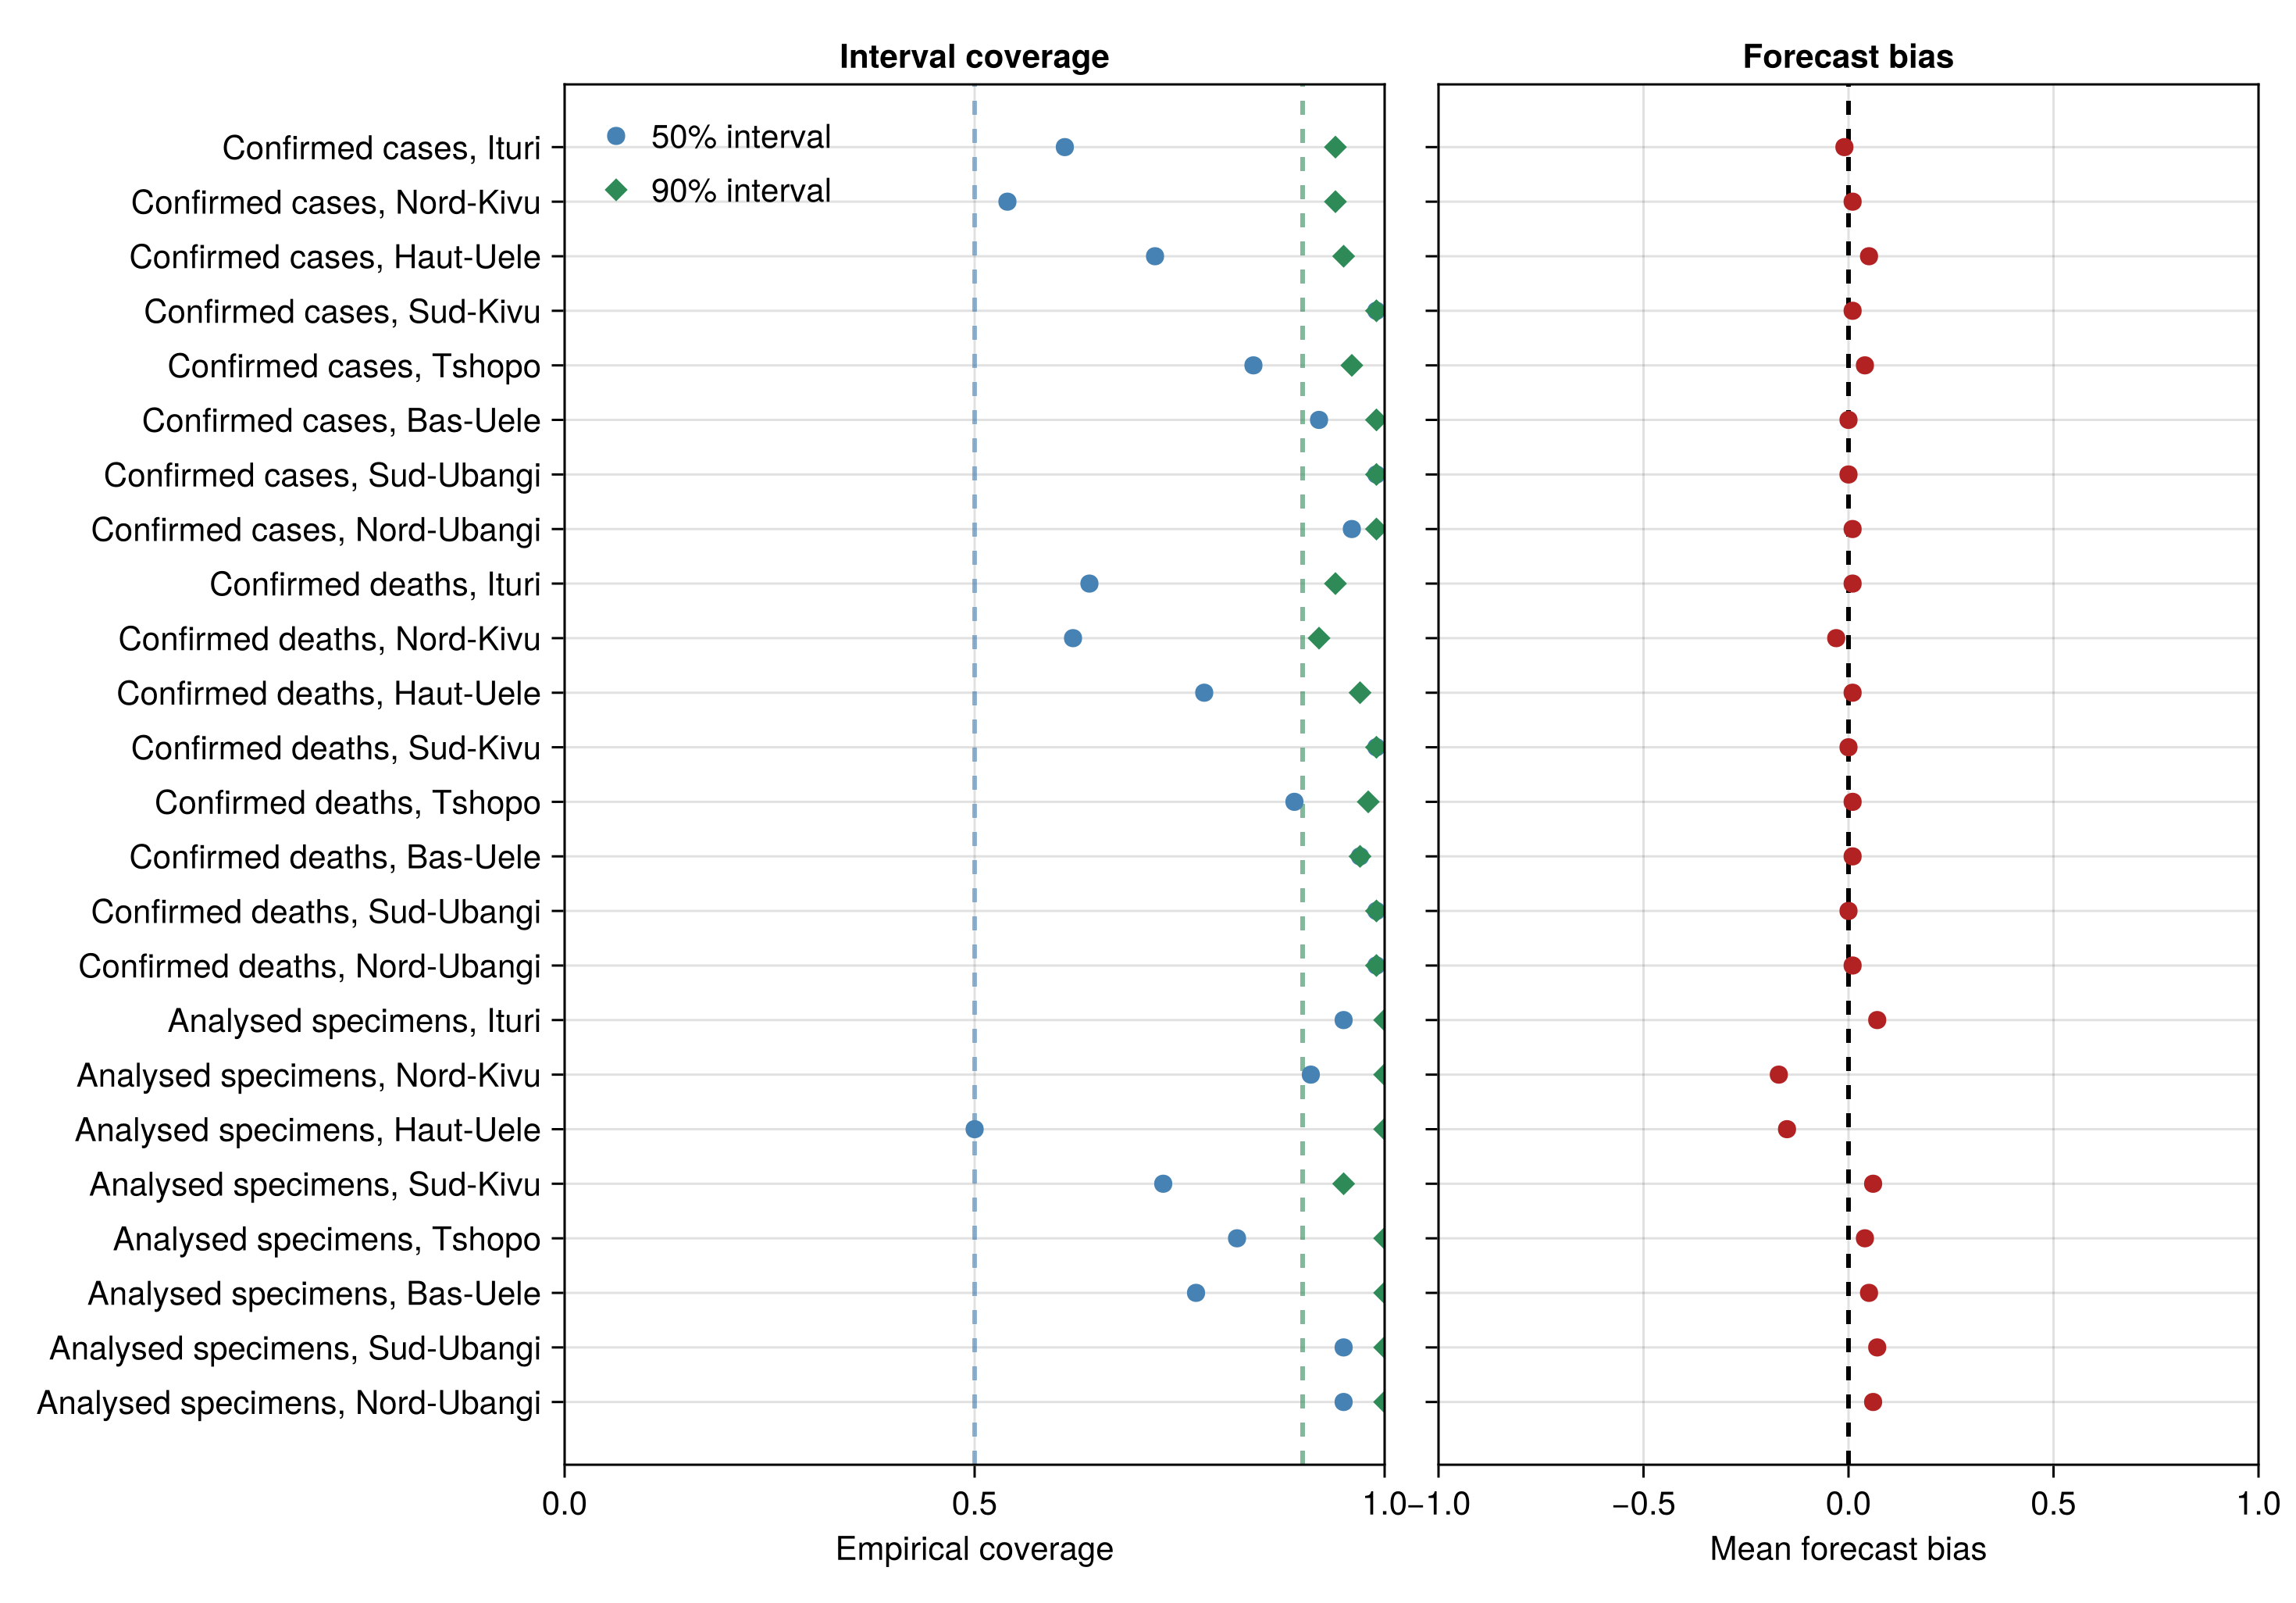 Interval coverage
Forecast bias
50% interval
90% interval
Confirmed cases, Ituri
Confirmed cases, Nord-Kivu
Confirmed cases, Haut-Uele
Confirmed cases, Sud-Kivu
Confirmed cases, Tshopo
Confirmed cases, Bas-Uele
Confirmed cases, Sud-Ubangi
Confirmed cases, Nord-Ubangi
Confirmed deaths, Ituri
Confirmed deaths, Nord-Kivu
Confirmed deaths, Haut-Uele
Confirmed deaths, Sud-Kivu
Confirmed deaths, Tshopo
Confirmed deaths, Bas-Uele
Confirmed deaths, Sud-Ubangi
Confirmed deaths, Nord-Ubangi
Analysed specimens, Ituri
Analysed specimens, Nord-Kivu
Analysed specimens, Haut-Uele
Analysed specimens, Sud-Kivu
Analysed specimens, Tshopo
Analysed specimens, Bas-Uele
Analysed specimens, Sud-Ubangi
Analysed specimens, Nord-Ubangi
0.0 0.5 1.0
−1.0 −0.5 0.0 0.5 1.0
Empirical coverage
Mean forecast bias